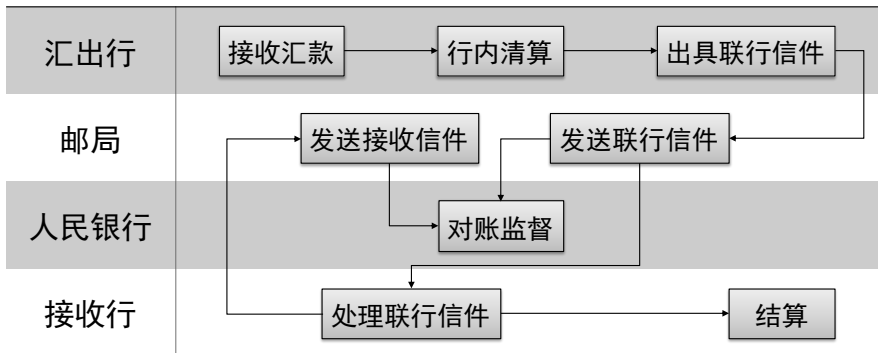 汇出行
接收汇款
行内清算
出具联行信件
邮局
发送接收信件
发送联行信件
人民银行
对账监督
接收行
处理联行信件
结算